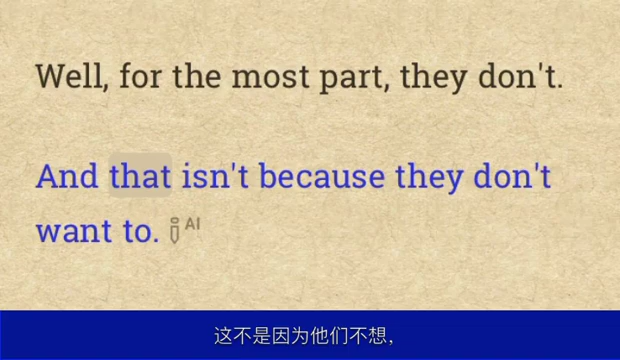 Well, for the most part, they don't.
And that isn't because they don't
want to. AI
这不是因为他们不想，